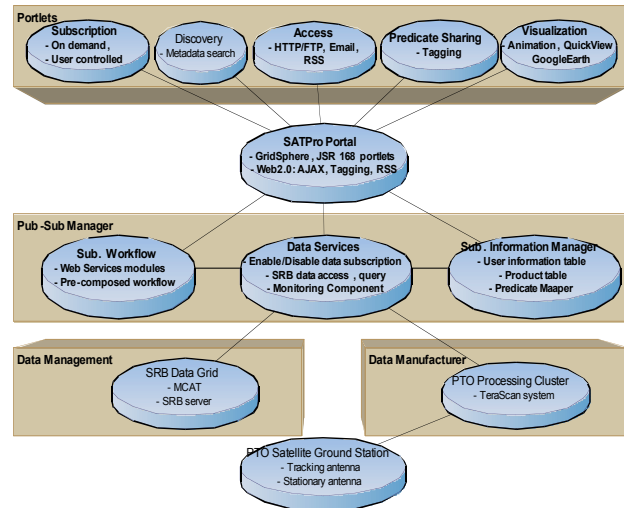 Portlets
Subscription
- On demand,
- User controlled
Discovery
- Metadata search
Access
- HTTP/FTP, Email,
RSS
Predicate Sharing
- Tagging
Visualization
- Animation, QuickView
GoogleEarth
SATPro Portal
- GridSphere, JSR 168 portlets
- Web2.0: AJAX, Tagging, RSS
Pub-Sub Manager
Sub. Workflow
- Web Services modules
- Pre-composed workflow
Data Services
- Enable/Disable data subscription
- SRB data access, query
- Monitoring Component
Sub. Information Manager
- User information table
- Product table
- Predicate Maaper
Data Management
SRB Data Grid
- MCAT
- SRB server
Data Manufacturer
PTO Processing Cluster
- TeraScan system
PTO Satellite Ground Station
- Tracking antenna
- Stationary antenna